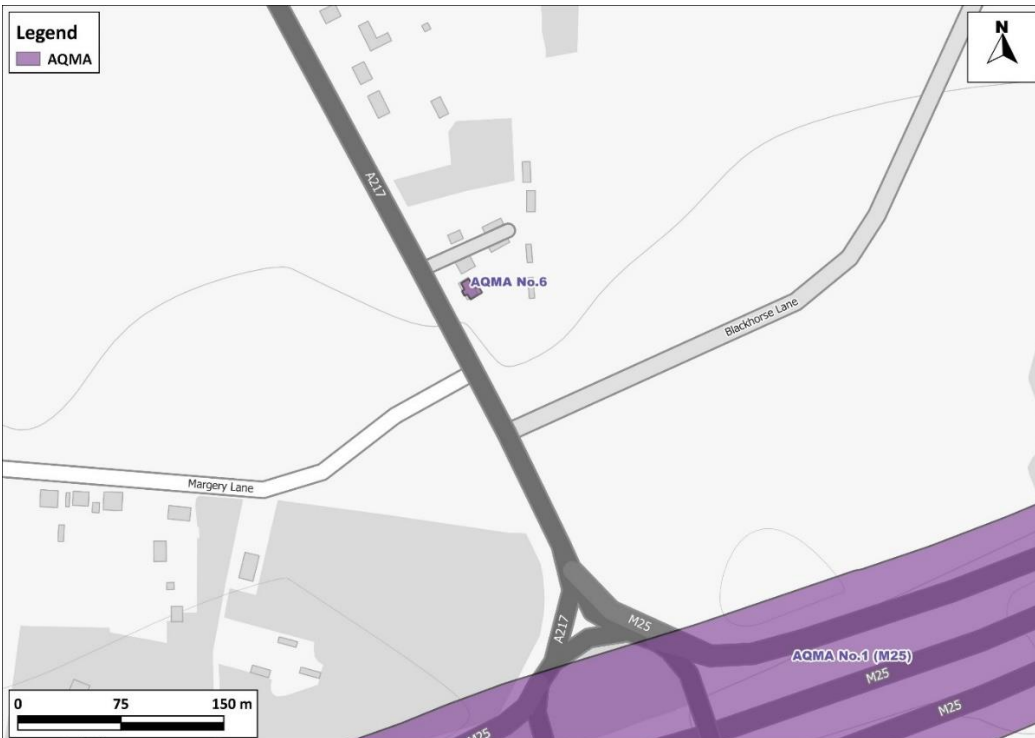 Legend
AQMA
N
A217
AQMA No.6
Blackhorse Lane
Margery Lane
M25
A217
AQMA No.1 (M25)
M25
M25
M25
0 75 150 m